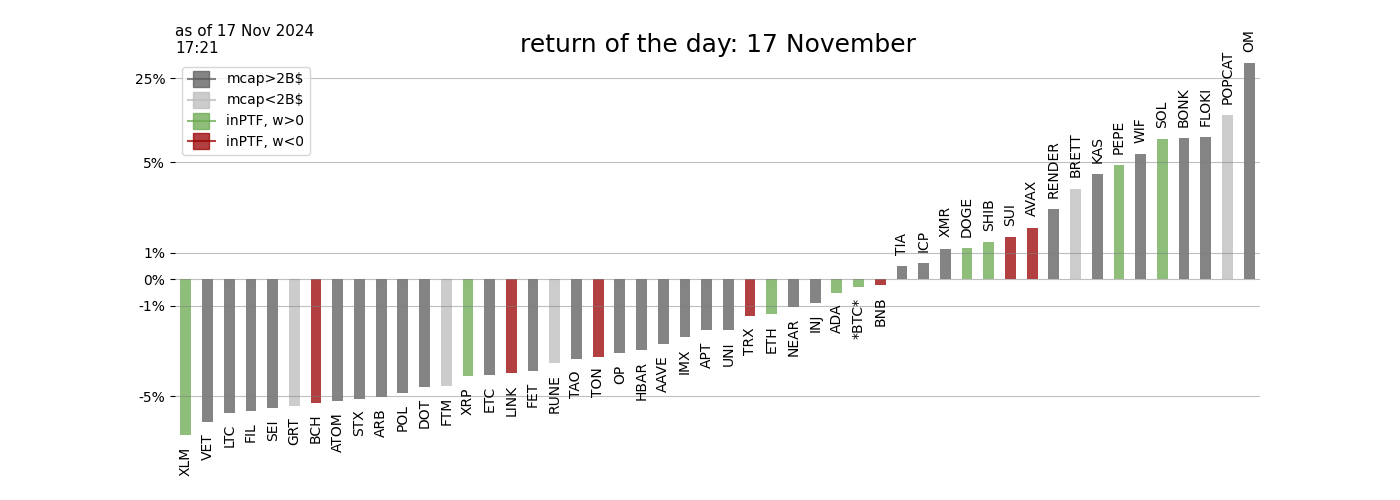 as of 17 Nov 2024
17:21
return of the day: 17 November
mcap>2B$
mcap<2B$
inPTF, w>0
inPTF, w<0
25%
5%
1%
0%
-1%
-5%
XLM
VET
LTC
FIL
SEI
GRT
BCH
ATOM
STX
ARB
POL
DOT
FTM
XRP
ETC
LINK
FET
RUNE
TAO
TON
OP
HBAR
AAVE
IMX
APT
UNI
TRX
ETH
NEAR
INJ
ADA
*BTC*
BNB
TIA
ICP
XMR
DOGE
SHIB
SUI
AVAX
RENDER
BRETT
KAS
PEPE
WIF
SOL
BONK
FLOKI
POPCAT
OM